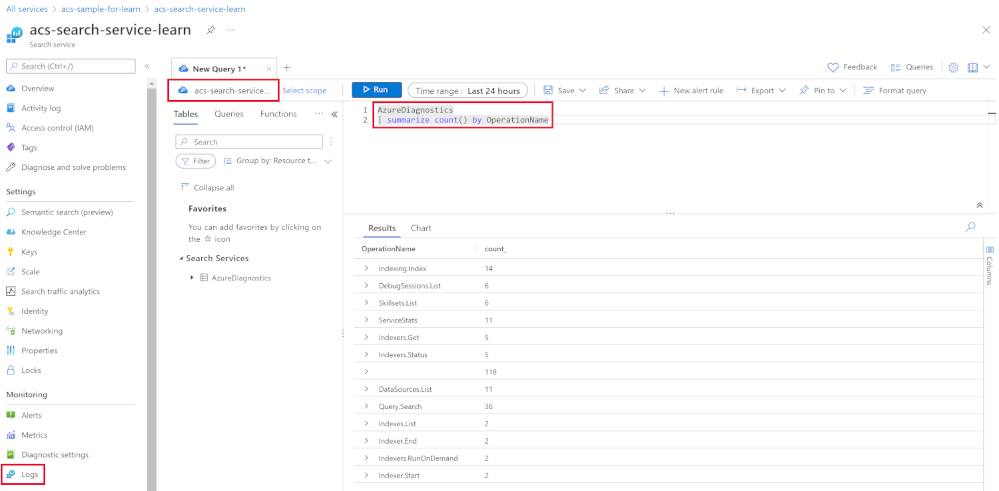 All services > acs-sample-for-learn > acs-search-service-learn
acs-search-service-learn
Search service
Search (Ctrl+/)
Overview
Activity log
Access control (IAM)
Tags
Diagnose and solve problems
Settings
Semantic search (preview)
Knowledge Center
Keys
Scale
Search traffic analytics
Identity
Networking
Properties
Locks
Monitoring
Alerts
Metrics
Diagnostic settings
Logs
New Query 1*
Feedback
Queries
acs-search-service...
Select scope
Run
Time range : Last 24 hours
Save
Share
New alert rule
Export
Pin to
Format query
Tables
Queries
Functions
Search
Filter
Group by: Resource t...
Collapse all
Favorites
You can add favorites by clicking on
the ☆ icon
Search Services
AzureDiagnostics
1 AzureDiagnostics
2 | summarize count() by OperationName
Results
Chart
OperationName count_
Indexing.Index 14
DebugSessions.List 6
Skillsets.List 6
ServiceStats 11
Indexers.Get 5
Indexers.Status 5
118
DataSources.List 11
Query.Search 36
Indexes.List 2
Indexer.End 2
Indexers.RunOnDemand 2
Indexer.Start 2
Columns